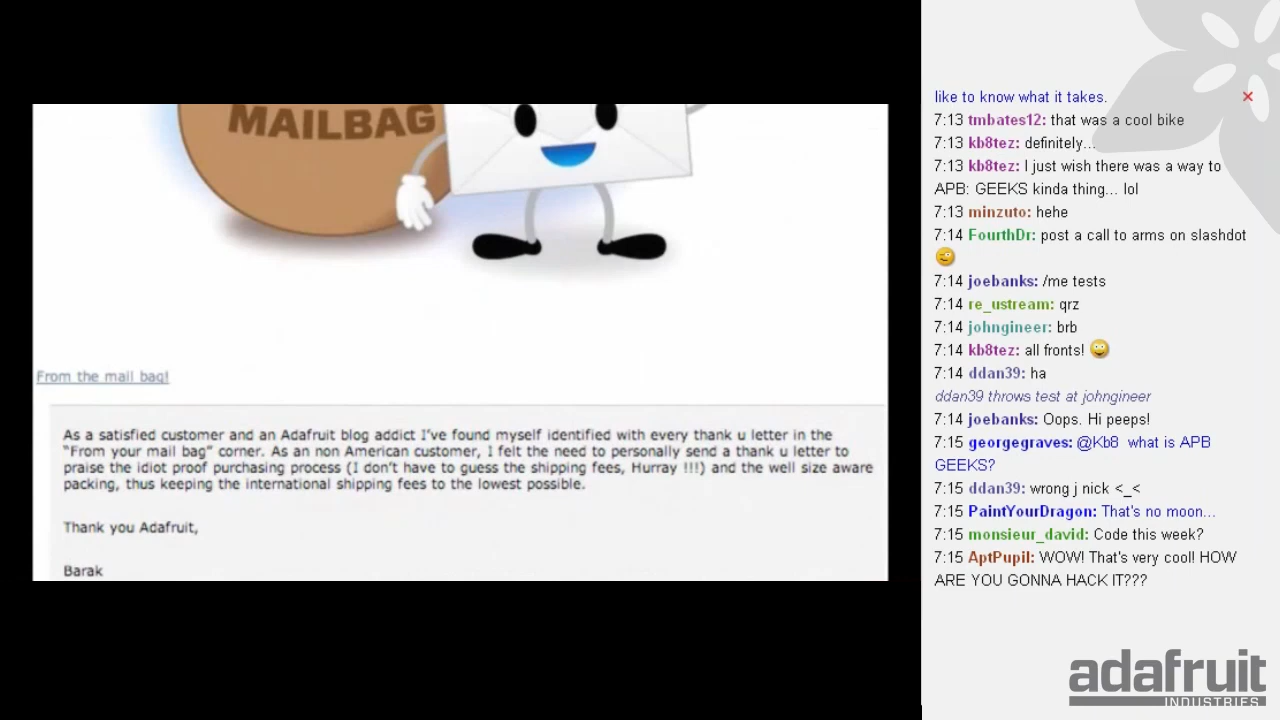 MAILBAG
From the mail bag!
As a satisfied customer and an Adafruit blog addict I've found myself identified with every thank u letter in the
"From your mail bag" corner. As an non American customer, I felt the need to personally send a thank u letter to
praise the idiot proof purchasing process (I don't have to guess the shipping fees, Hurray !!!) and the well size aware
packing, thus keeping the international shipping fees to the lowest possible.
Thank you Adafruit,
Barak
like to know what it takes.
7:13 tmbates12: that was a cool bike
7:13 kb8tez: definitely...
7:13 kb8tez: I just wish there was a way to
APB: GEEKS kinda thing... lol
7:13 minzuto: hehe
7:14 FourthDr: post a call to arms on slashdot
7:14 joebanks: /me tests
7:14 re_ustream: qrz
7:14 johngineer: brb
7:14 kb8tez: all fronts!
7:14 ddan39: ha
ddan39 throws test at johngineer
7:14 joebanks: Oops. Hi peeps!
7:15 georgegraves: @Kb8 what is APB
GEEKS?
7:15 ddan39: wrong j nick <_<
7:15 PaintYourDragon: That's no moon...
7:15 monsieur_david: Code this week?
7:15 AptPupil: WOW! That's very cool! HOW
ARE YOU GONNA HACK IT???
adafruit
INDUSTRIES